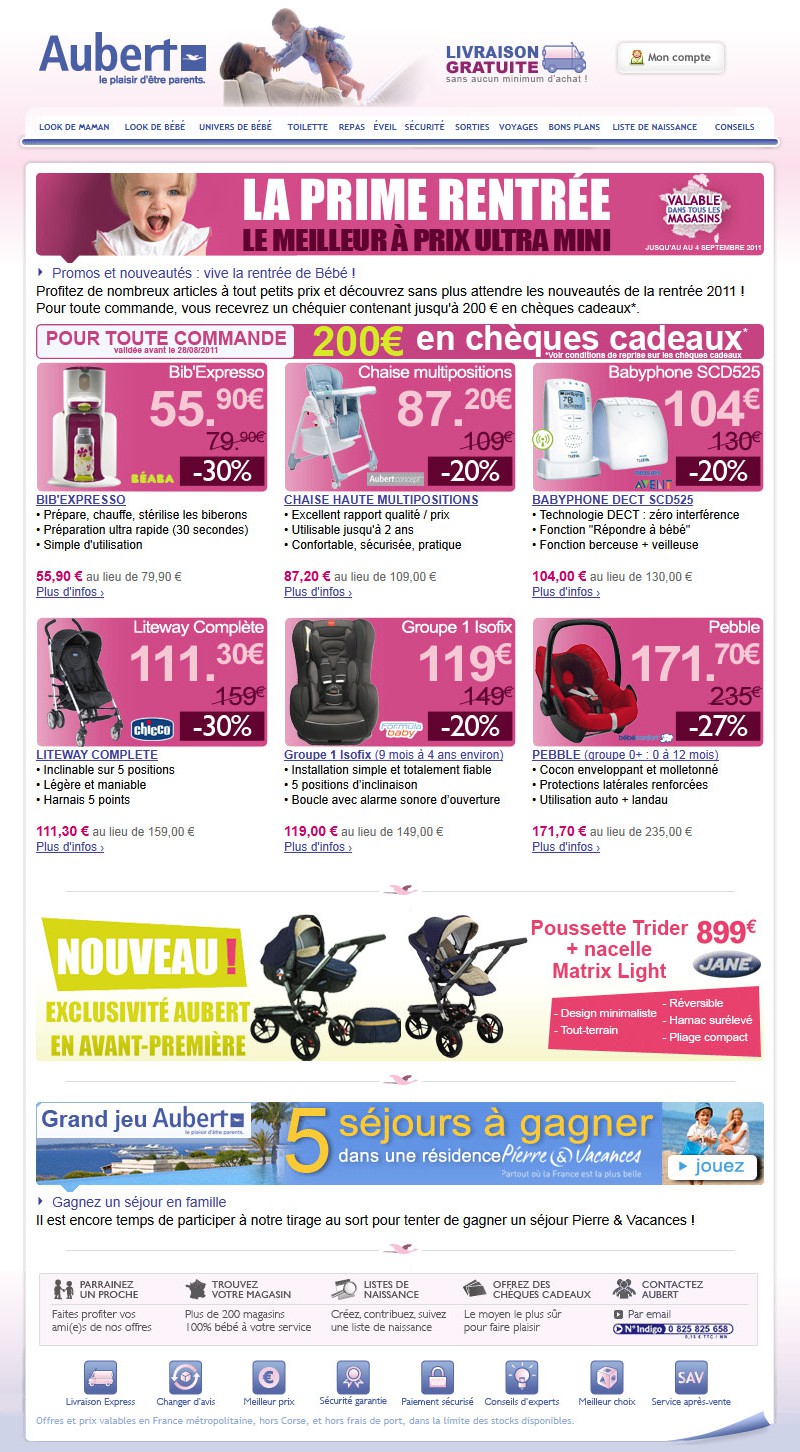 Aubert
le plaisir d'être parents.
LIVRAISON
GRATUITE
sans aucun minimum d'achat !
Mon compte
LOOK DE MAMAN LOOK DE BÉBÉ UNIVERS DE BÉBÉ TOILETTE REPAS ÉVEIL SÉCURITÉ SORTIES VOYAGES BONS PLANS LISTE DE NAISSANCE CONSEILS
LA PRIME RENTRÉE
LE MEILLEUR À PRIX ULTRA MINI
VALABLE
DANS TOUS LES
MAGASINS
JUSQU'AU AU 4 SEPTEMBRE 2011
Promos et nouveautés : vive la rentrée de Bébé !
Profitez de nombreux articles à tout petits prix et découvrez sans plus attendre les nouveautés de la rentrée 2011 !
Pour toute commande, vous recevrez un chéquier contenant jusqu'à 200 € en chèques cadeaux*.
POUR TOUTE COMMANDE
validée avant le 28/08/2011
200€ en chèques cadeaux*
*Voir conditions de reprise sur les chèques cadeaux
Bib'Expresso
55.90€
79.90€
BÉABA
-30%
BIB'EXPRESSO
• Prépare, chauffe, stérilise les biberons
• Préparation ultra rapide (30 secondes)
• Simple d'utilisation
55,90 € au lieu de 79,90 €
Plus d'infos ›
Chaise multipositions
87.20€
109€
Aubert concept
-20%
CHAISE HAUTE MULTIPOSITIONS
• Excellent rapport qualité / prix
• Utilisable jusqu'à 2 ans
• Confortable, sécurisée, pratique
87,20 € au lieu de 109,00 €
Plus d'infos ›
Babyphone SCD525
104€
130€
PHILIPS
AVENT
-20%
BABYPHONE DECT SCD525
• Technologie DECT : zéro interférence
• Fonction "Répondre à bébé"
• Fonction berceuse + veilleuse
104,00 € au lieu de 130,00 €
Plus d'infos ›
Liteway Complète
111.30€
159€
chicco
-30%
LITEWAY COMPLETE
• Inclinable sur 5 positions
• Légère et maniable
• Harnais 5 points
111,30 € au lieu de 159,00 €
Plus d'infos ›
Groupe 1 Isofix
119€
149€
Formula
baby
-20%
Groupe 1 Isofix (9 mois à 4 ans environ)
• Installation simple et totalement fiable
• 5 positions d'inclinaison
• Boucle avec alarme sonore d'ouverture
119,00 € au lieu de 149,00 €
Plus d'infos ›
Pebble
171.70€
235€
bébéconfort
-27%
PEBBLE (groupe 0+ : 0 à 12 mois)
• Cocon enveloppant et molletonné
• Protections latérales renforcées
• Utilisation auto + landau
171,70 € au lieu de 235,00 €
Plus d'infos ›
NOUVEAU !
EXCLUSIVITÉ AUBERT
EN AVANT-PREMIÈRE
Poussette Trider
+ nacelle
Matrix Light
899€
JANÉ
- Design minimaliste
- Tout-terrain
- Réversible
- Hamac surélevé
- Pliage compact
Grand jeu Aubert
le plaisir d'être parents.
5 séjours à gagner
dans une résidence Pierre & Vacances
Partout où la France est la plus belle
jouez
Gagnez un séjour en famille
Il est encore temps de participer à notre tirage au sort pour tenter de gagner un séjour Pierre & Vacances !
PARRAINEZ
UN PROCHE
Faites profiter vos
ami(e)s de nos offres
TROUVEZ
VOTRE MAGASIN
Plus de 200 magasins
100% bébé à votre service
LISTES DE
NAISSANCE
Créez, contribuez, suivez
une liste de naissance
OFFREZ DES
CHÈQUES CADEAUX
Le moyen le plus sûr
pour faire plaisir
CONTACTEZ
AUBERT
Par email
N°Indigo 0 825 825 658
0,15 € TTC / MN
Livraison Express
Changer d'avis
Meilleur prix
Sécurité garantie
Paiement sécurisé
Conseils d'experts
Meilleur choix
SAV
Service après-vente
Offres et prix valables en France métropolitaine, hors Corse, et hors frais de port, dans la limite des stocks disponibles.